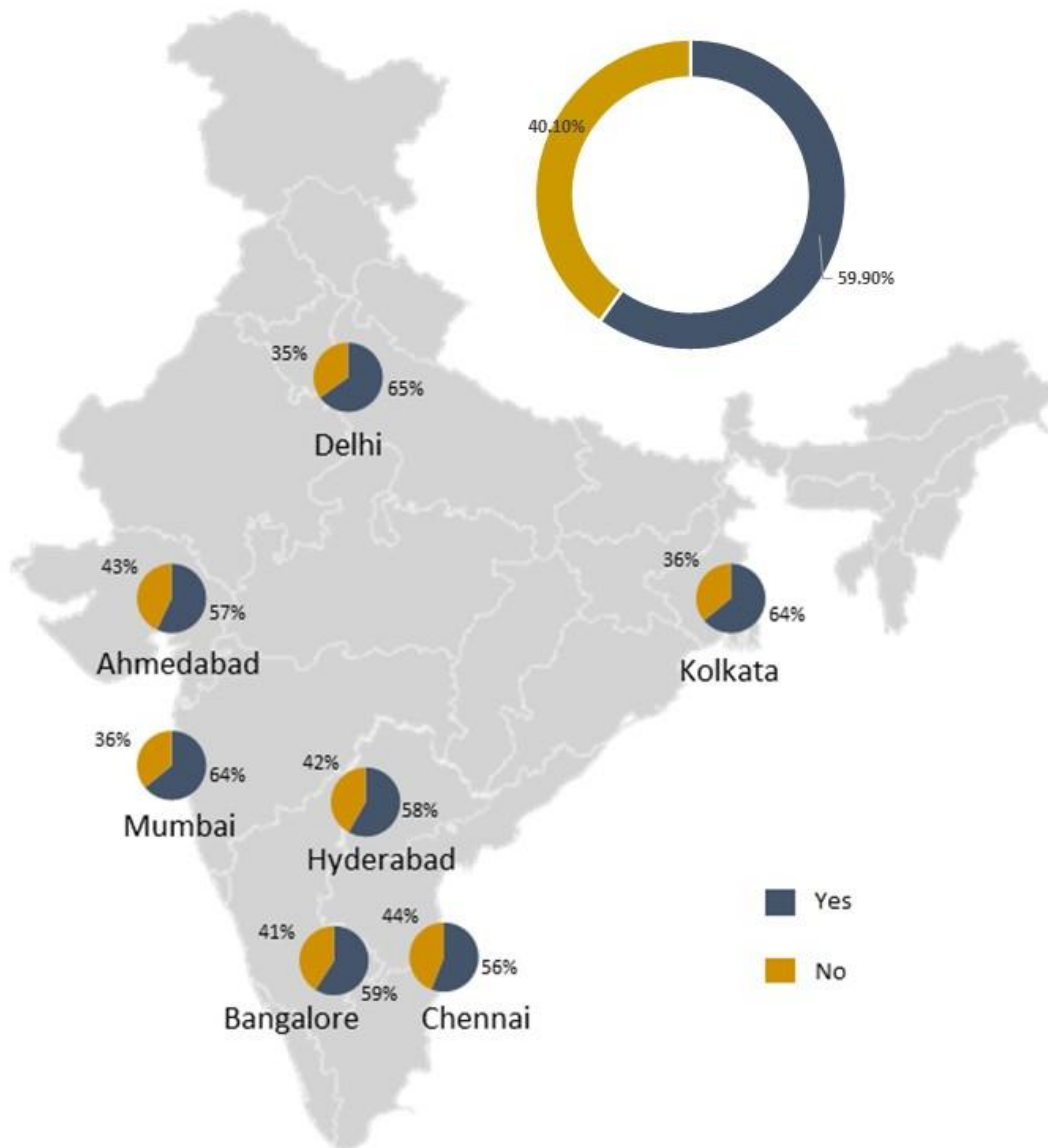 40.10%
59.90%
35%
65%
Delhi
43%
57%
Ahmedabad
36%
64%
Kolkata
36%
64%
Mumbai
42%
58%
Hyderabad
41%
59%
Bangalore
44%
56%
Chennai
Yes
No